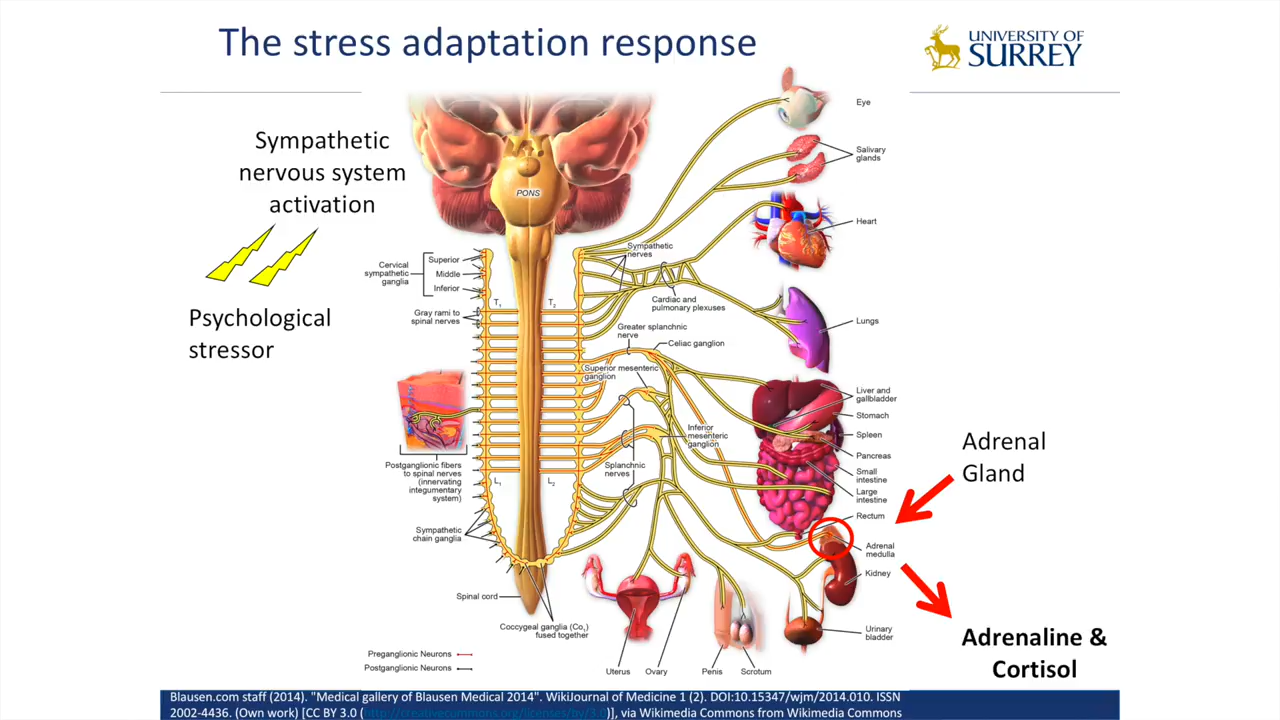 The stress adaptation response
UNIVERSITY OF
SURREY
Sympathetic
nervous system
activation
Psychological
stressor
PONS
Eye
Salivary
glands
Heart
Lungs
Liver and
gallbladder
Stomach
Spleen
Pancreas
Small
intestine
Large
intestine
Rectum
Adrenal
medulla
Kidney
Urinary
bladder
Cervical
sympathetic
ganglia
Superior
Middle
Inferior
Gray rami to
spinal nerves
T1
T2
Sympathetic
nerves
Cardiac and
pulmonary plexuses
Greater splanchnic
nerve
Celiac ganglion
Superior mesenteric
ganglion
Inferior
mesenteric
ganglion
Splanchnic
nerves
Postganglionic fibers
to spinal nerves
(innervating
integumentary
system)
L1
L2
Sympathetic
chain ganglia
Spinal cord
Coccygeal ganglia (Co1)
fused together
Uterus
Ovary
Penis
Scrotum
Preganglionic Neurons
Postganglionic Neurons
Adrenal
Gland
Adrenaline &
Cortisol
Blausen.com staff (2014). "Medical gallery of Blausen Medical 2014". WikiJournal of Medicine 1 (2). DOI:10.15347/wjm/2014.010. ISSN
2002-4436. (Own work) [CC BY 3.0 (http://creativecommons.org/licenses/by/3.0)], via Wikimedia Commons from Wikimedia Commons